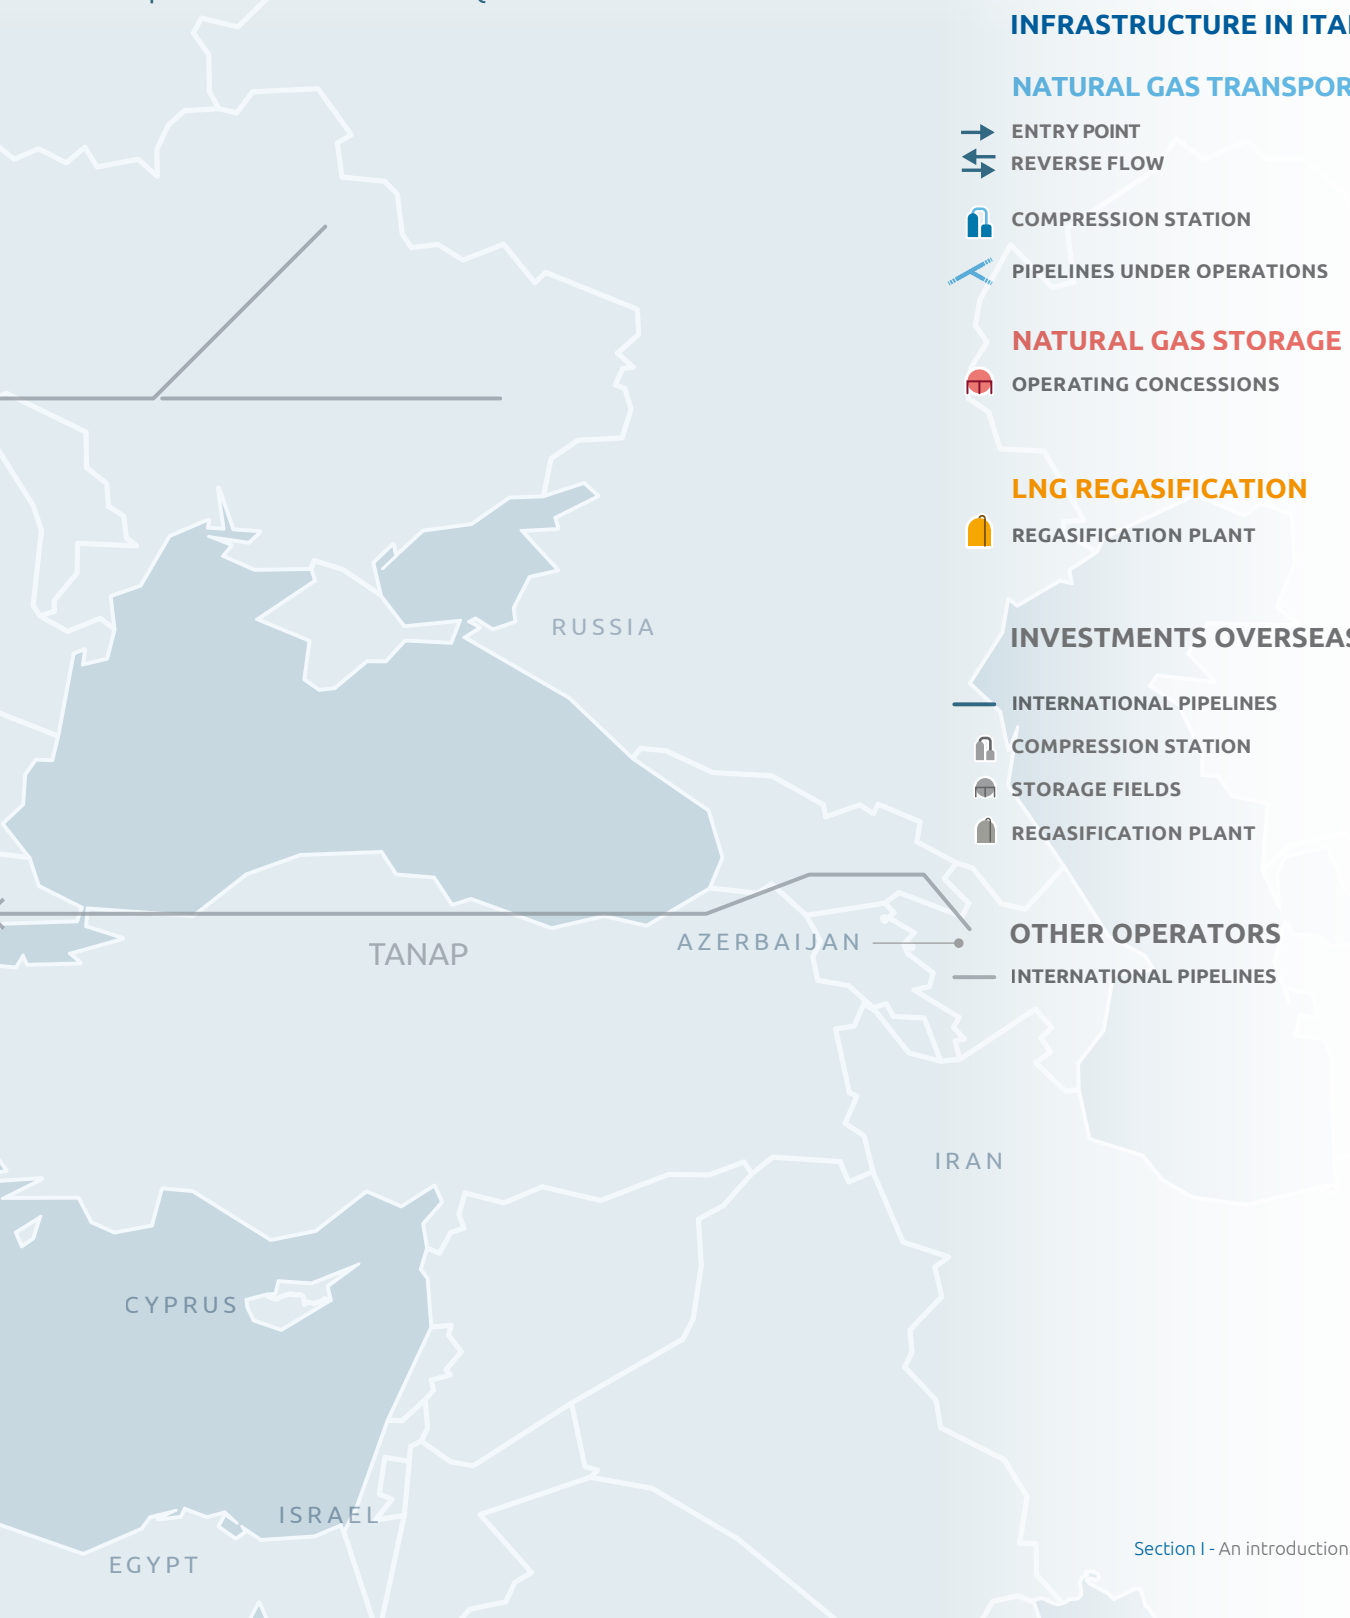 INFRASTRUCTURE IN ITA
NATURAL GAS TRANSPOR
ENTRY POINT
REVERSE FLOW
COMPRESSION STATION
PIPELINES UNDER OPERATIONS
NATURAL GAS STORAGE
OPERATING CONCESSIONS
LNG REGASIFICATION
REGASIFICATION PLANT
INVESTMENTS OVERSEAS
INTERNATIONAL PIPELINES
COMPRESSION STATION
STORAGE FIELDS
REGASIFICATION PLANT
OTHER OPERATORS
INTERNATIONAL PIPELINES
RUSSIA
TANAP
AZERBAIJAN
IRAN
CYPRUS
ISRAEL
EGYPT
Section I - An introduction